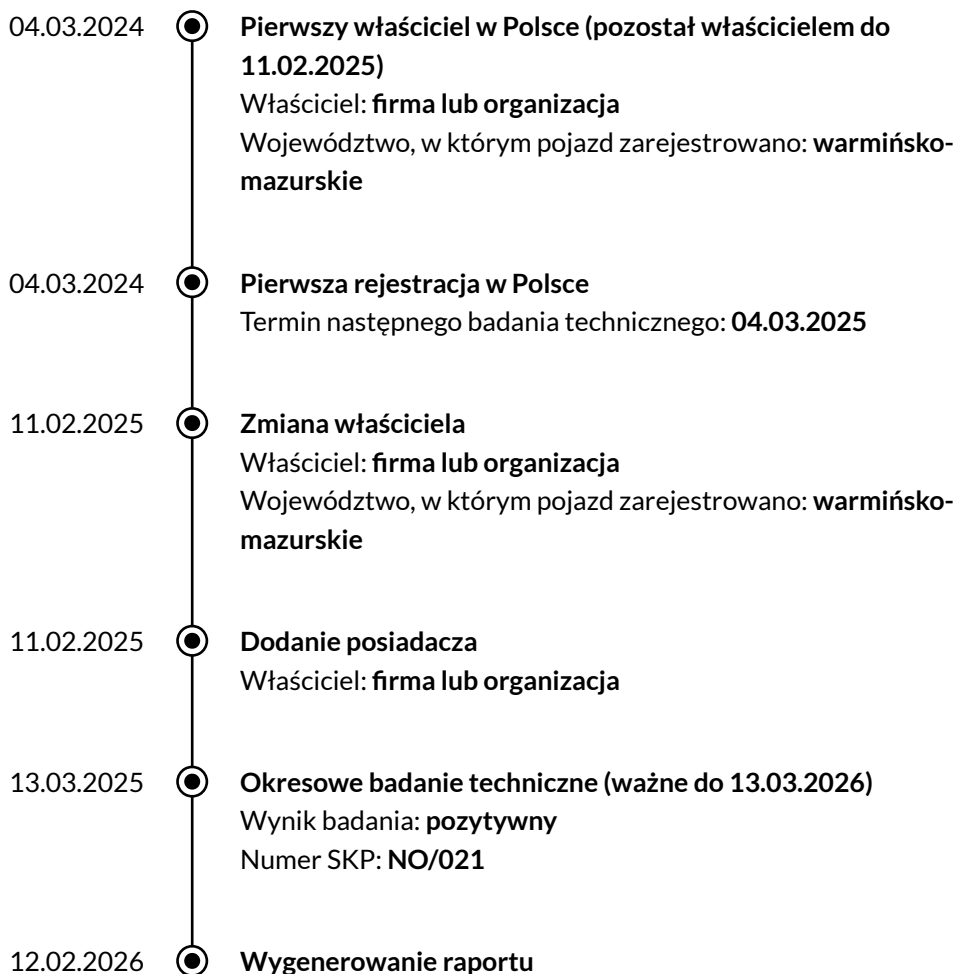 04.03.2024 Pierwszy właściciel w Polsce (pozostał właścicielem do
11.02.2025)
Właściciel: firma lub organizacja
Województwo, w którym pojazd zarejestrowano: warmińsko-
mazurskie
04.03.2024 Pierwsza rejestracja w Polsce
Termin następnego badania technicznego: 04.03.2025
11.02.2025 Zmiana właściciela
Właściciel: firma lub organizacja
Województwo, w którym pojazd zarejestrowano: warmińsko-
mazurskie
11.02.2025 Dodanie posiadacza
Właściciel: firma lub organizacja
13.03.2025 Okresowe badanie techniczne (ważne do 13.03.2026)
Wynik badania: pozytywny
Numer SKP: NO/021
12.02.2026 Wygenerowanie raportu